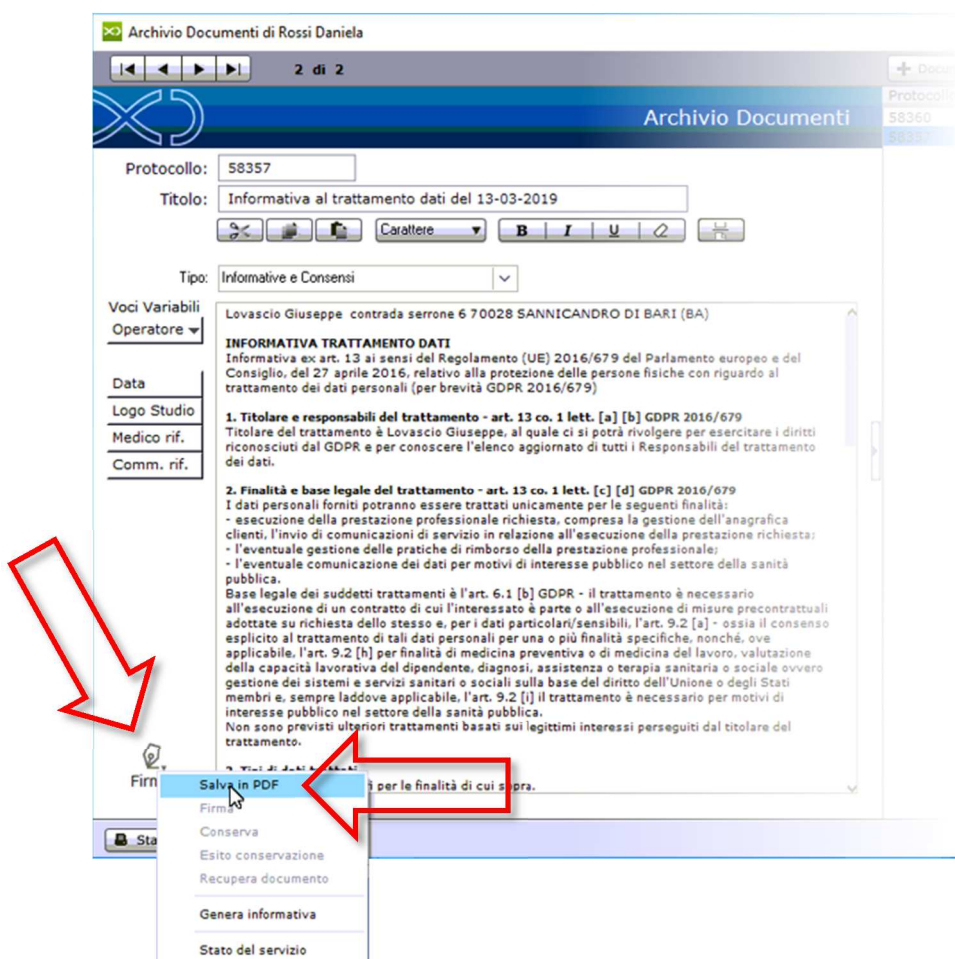 Archivio Documenti di Rossi Daniela
2 di 2
Archivio Documenti
Protocollo: 58357
Titolo: Informativa al trattamento dati del 13-03-2019
Carattere
B I U
Tipo: Informative e Consensi
Voci Variabili
Operatore
Data
Logo Studio
Medico rif.
Comm. rif.
Lovascio Giuseppe contrada serrone 6 70028 SANNICANDRO DI BARI (BA)
INFORMATIVA TRATTAMENTO DATI
Informativa ex art. 13 ai sensi del Regolamento (UE) 2016/679 del Parlamento europeo e del
Consiglio, del 27 aprile 2016, relativo alla protezione delle persone fisiche con riguardo al
trattamento dei dati personali (per brevità GDPR 2016/679)
1. Titolare e responsabili del trattamento - art. 13 co. 1 lett. [a] [b] GDPR 2016/679
Titolare del trattamento è Lovascio Giuseppe, al quale ci si potrà rivolgere per esercitare i diritti
riconosciuti dal GDPR e per conoscere l'elenco aggiornato di tutti i Responsabili del trattamento
dei dati.
2. Finalità e base legale del trattamento - art. 13 co. 1 lett. [c] [d] GDPR 2016/679
I dati personali forniti potranno essere trattati unicamente per le seguenti finalità:
- esecuzione della prestazione professionale richiesta, compresa la gestione dell'anagrafica
clienti, l'invio di comunicazioni di servizio in relazione all'esecuzione della prestazione richiesta;
- l'eventuale gestione delle pratiche di rimborso della prestazione professionale;
- l'eventuale comunicazione dei dati per motivi di interesse pubblico nel settore della sanità
pubblica.
Base legale dei suddetti trattamenti è l'art. 6.1 [b] GDPR - il trattamento è necessario
all'esecuzione di un contratto di cui l'interessato è parte o all'esecuzione di misure precontrattuali
adottate su richiesta dello stesso e, per i dati particolari/sensibili, l'art. 9.2 [a] - ossia il consenso
esplicito al trattamento di tali dati personali per una o più finalità specifiche, nonché, ove
applicabile, l'art. 9.2 [h] per finalità di medicina preventiva o di medicina del lavoro, valutazione
della capacità lavorativa del dipendente, diagnosi, assistenza o terapia sanitaria o sociale ovvero
gestione dei sistemi e servizi sanitari o sociali sulla base del diritto dell'Unione o degli Stati
membri e, sempre laddove applicabile, l'art. 9.2 [i] il trattamento è necessario per motivi di
interesse pubblico nel settore della sanità pubblica.
Non sono previsti ulteriori trattamenti basati sui legittimi interessi perseguiti dal titolare del
trattamento.
per le finalità di cui sopra.
Salva in PDF
Firma
Conserva
Esito conservazione
Recupera documento
Genera informativa
Stato del servizio
Protocoll
58360
58357